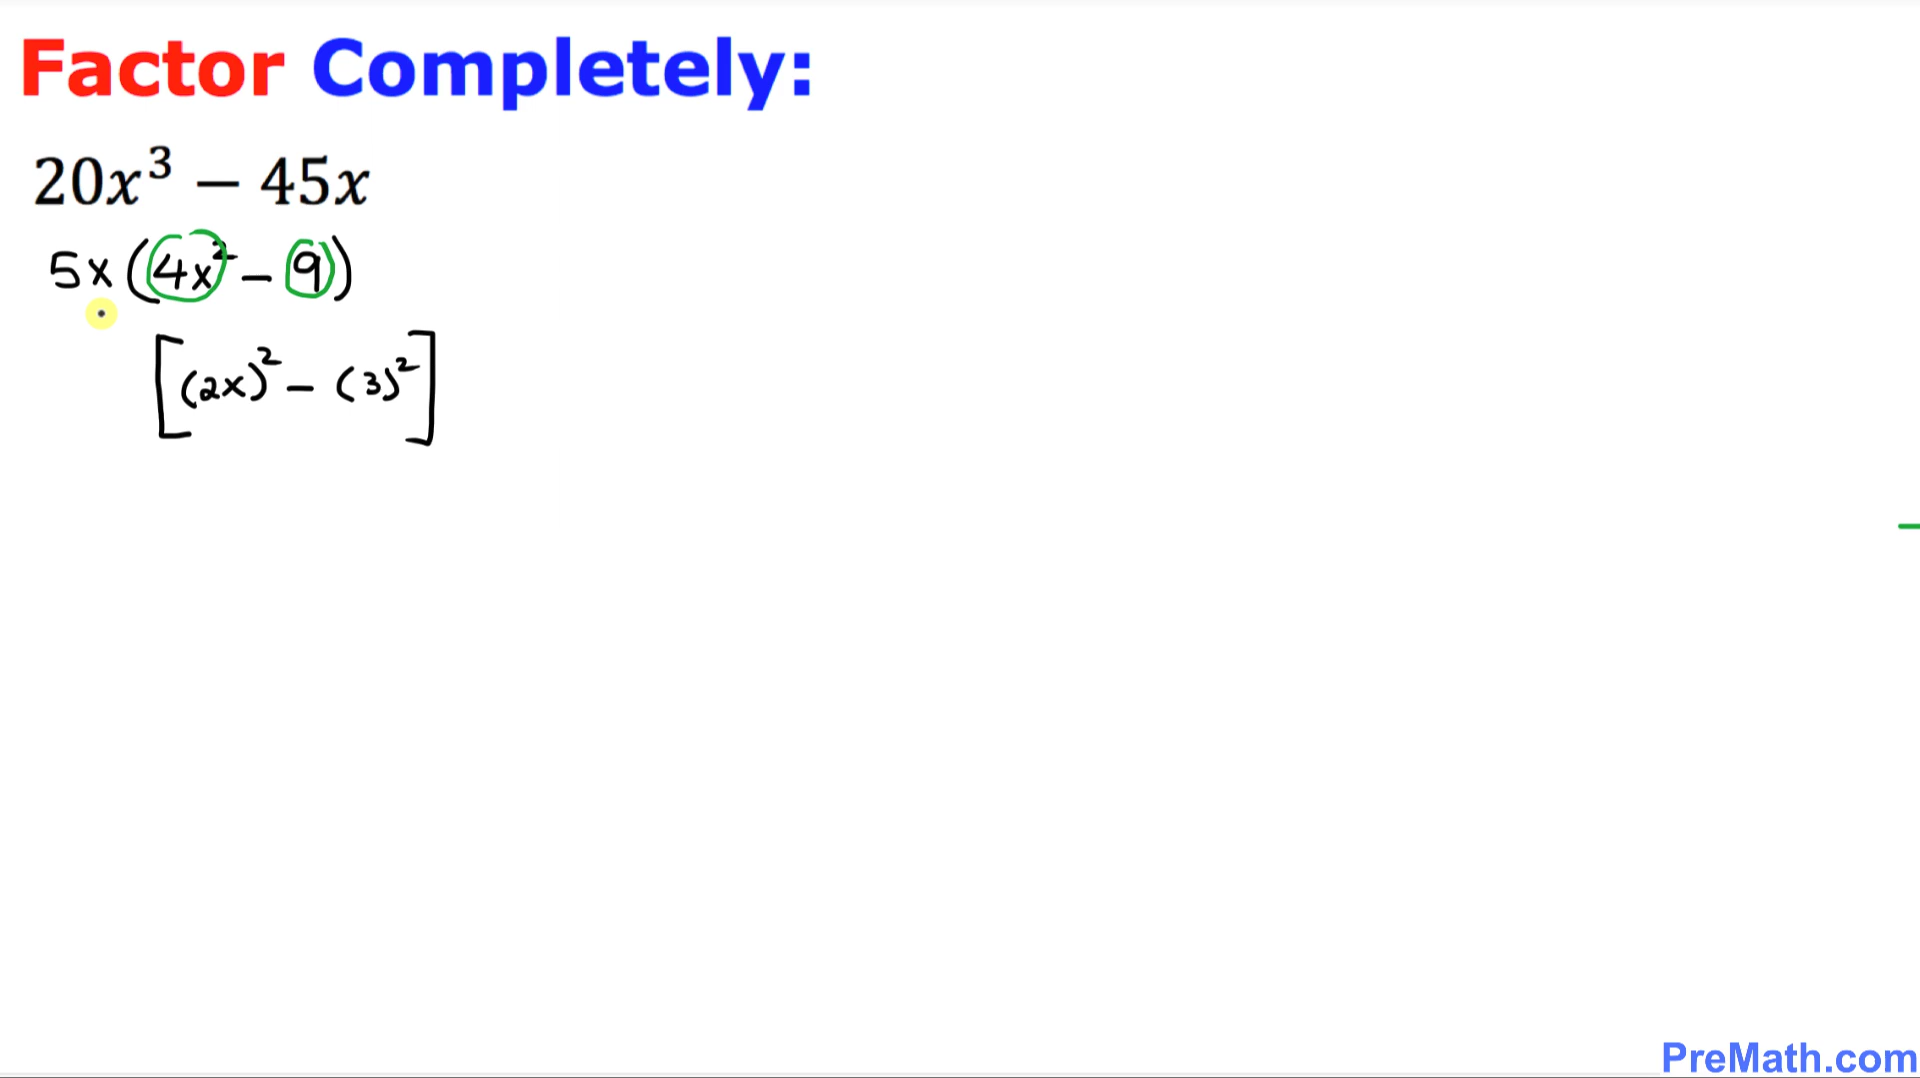 Factor Completely:
20x³ − 45x
5x(4x² − 9)
[(2x)² − (3)²]
PreMath.com